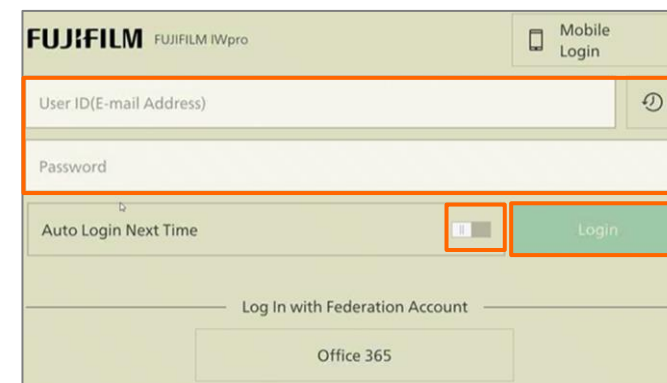 FUJIFILM FUJIFILM IWpro
Mobile
Login
User ID(E-mail Address)
Password
Auto Login Next Time
Login
Log In with Federation Account
Office 365